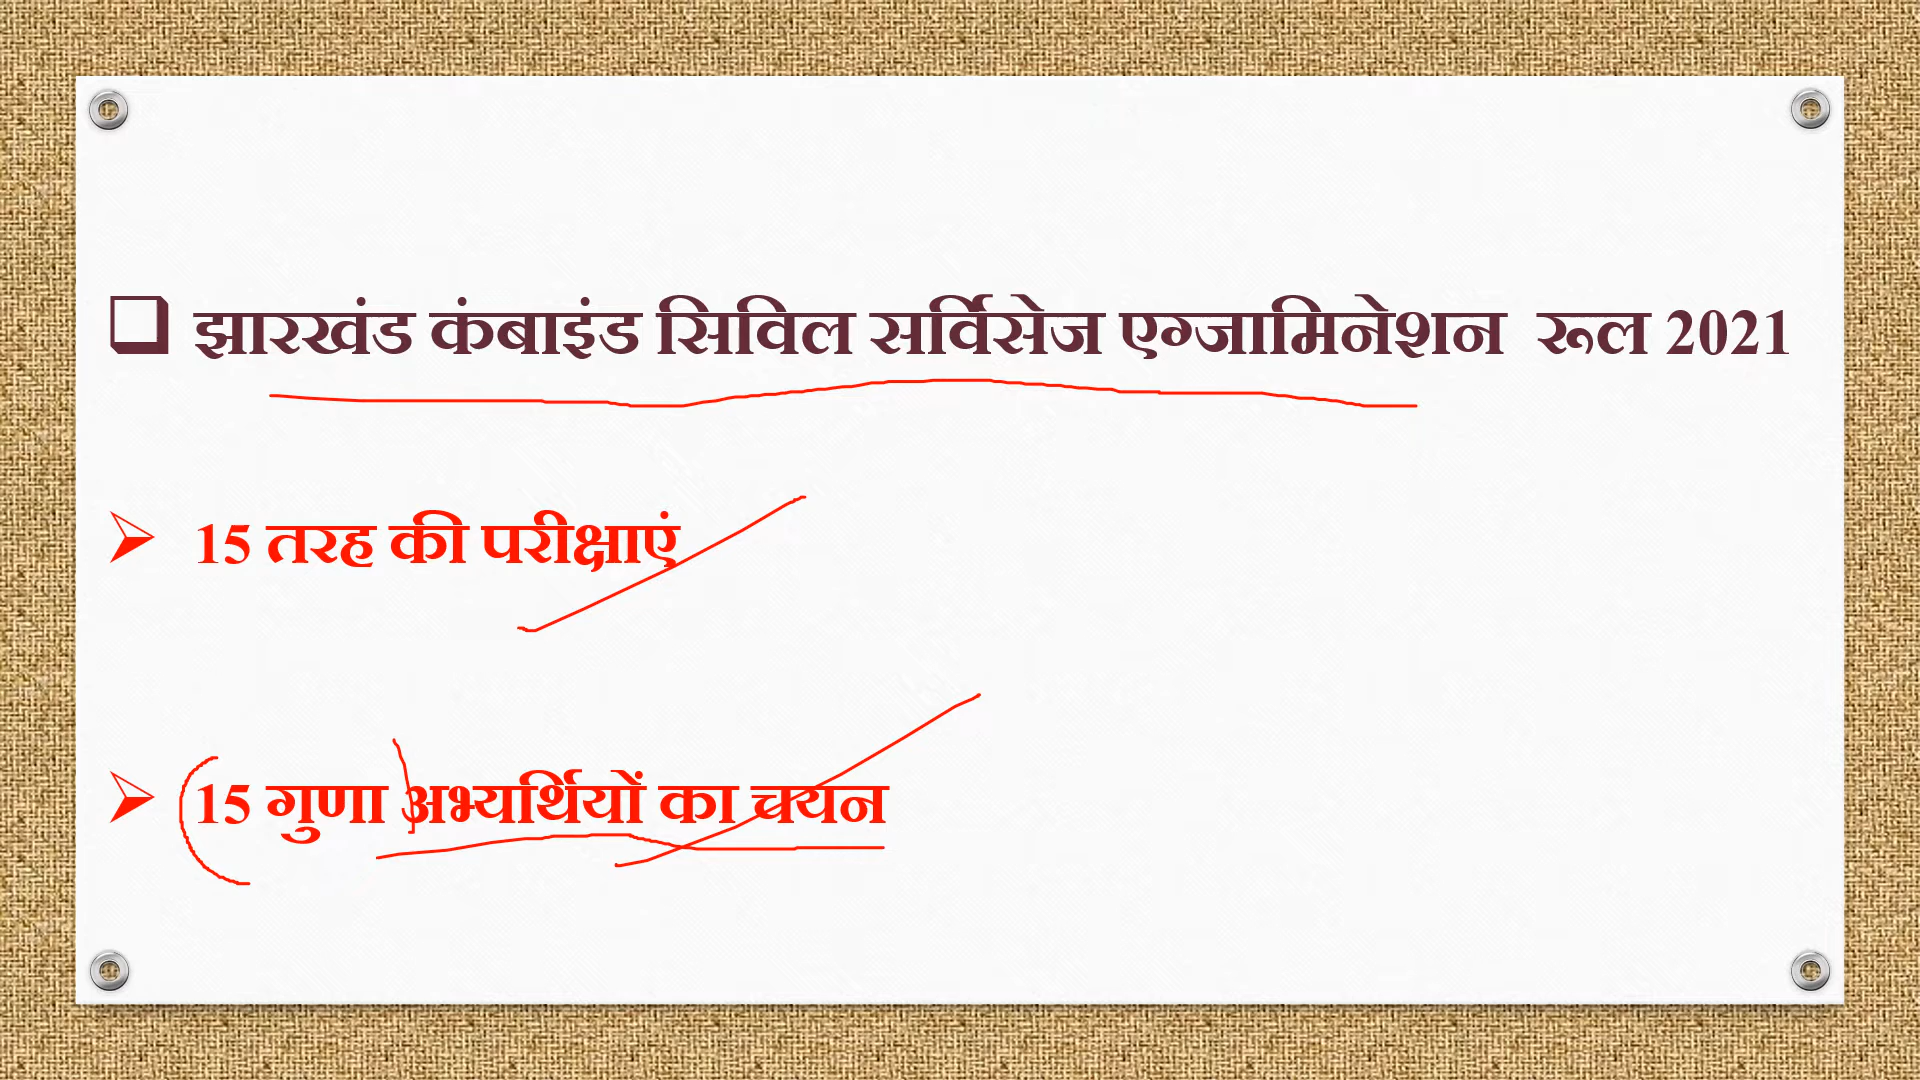 झारखंड कंबाइंड सिविल सर्विसेज एग्जामिनेशन रूल 2021
15 तरह की परीक्षाएं
15 गुणा अभ्यर्थियों का चयन